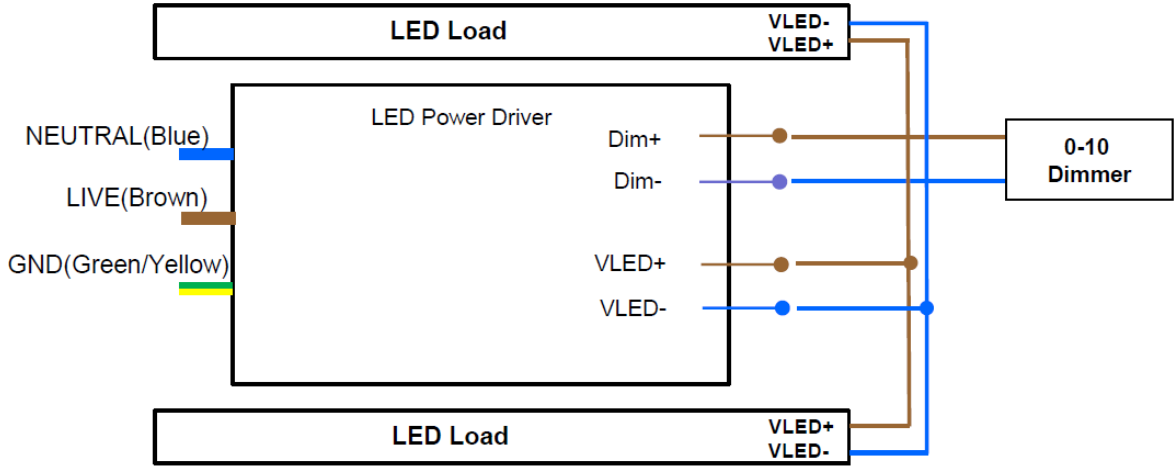 LED Load
VLED-
VLED+
LED Power Driver
NEUTRAL(Blue)
LIVE(Brown)
GND(Green/Yellow)
Dim+
Dim-
VLED+
VLED-
0-10
Dimmer
LED Load
VLED+
VLED-